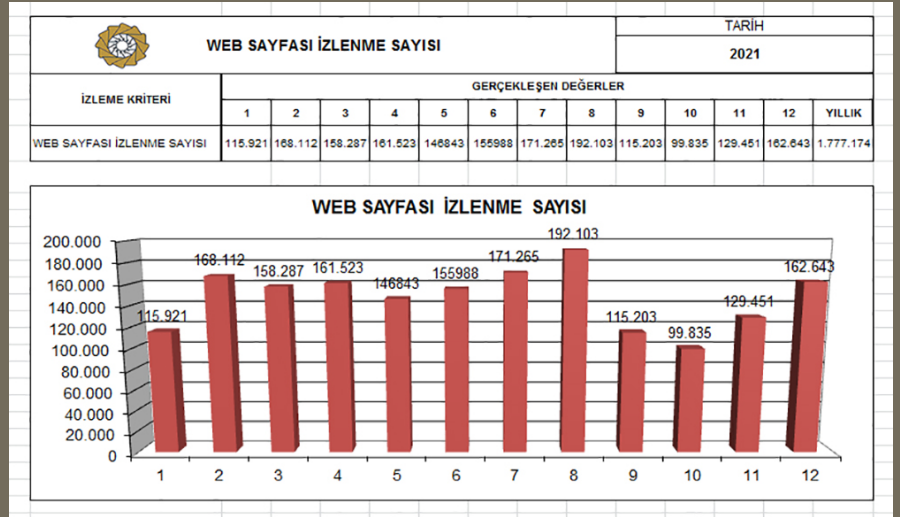 WEB SAYFASI İZLENME SAYISI
TARİH
2021
İZLEME KRİTERİ
GERÇEKLEŞEN DEĞERLER
1 2 3 4 5 6 7 8 9 10 11 12 YILLIK
WEB SAYFASI İZLENME SAYISI 115.921 168.112 158.287 161.523 146843 155988 171.265 192.103 115.203 99.835 129.451 162.643 1.777.174
WEB SAYFASI İZLENME SAYISI
200.000
180.000
160.000
140.000
120.000
100.000
80.000
60.000
40.000
20.000
0
115.921 168.112 158.287 161.523 146843 155988 171.265 192.103 115.203 99.835 129.451 162.643
1 2 3 4 5 6 7 8 9 10 11 12